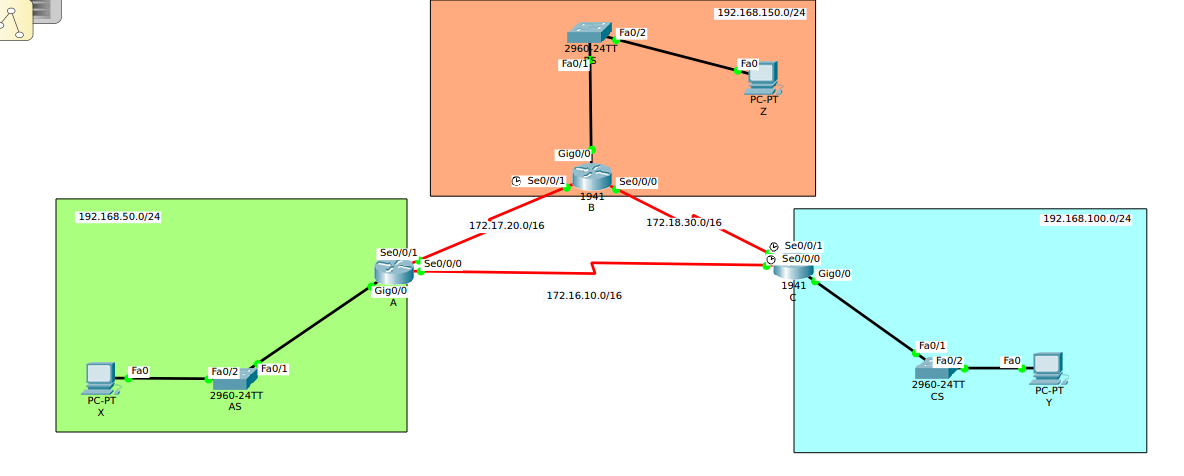 192.168.150.0/24
Fa0/2
2960-24TT
Fa0/1
Fa0
PC-PT
Z
Gig0/0
Se0/0/1
Se0/0/0
1941
B
192.168.50.0/24
172.17.20.0/16
172.18.30.0/16
192.168.100.0/24
Se0/0/1
Se0/0/0
Gig0/0
A
172.16.10.0/16
Se0/0/1
Se0/0/0
Gig0/0
1941
C
Fa0
Fa0/2
Fa0/1
PC-PT
X
2960-24TT
AS
Fa0/1
Fa0/2
Fa0
2960-24TT
CS
PC-PT
Y